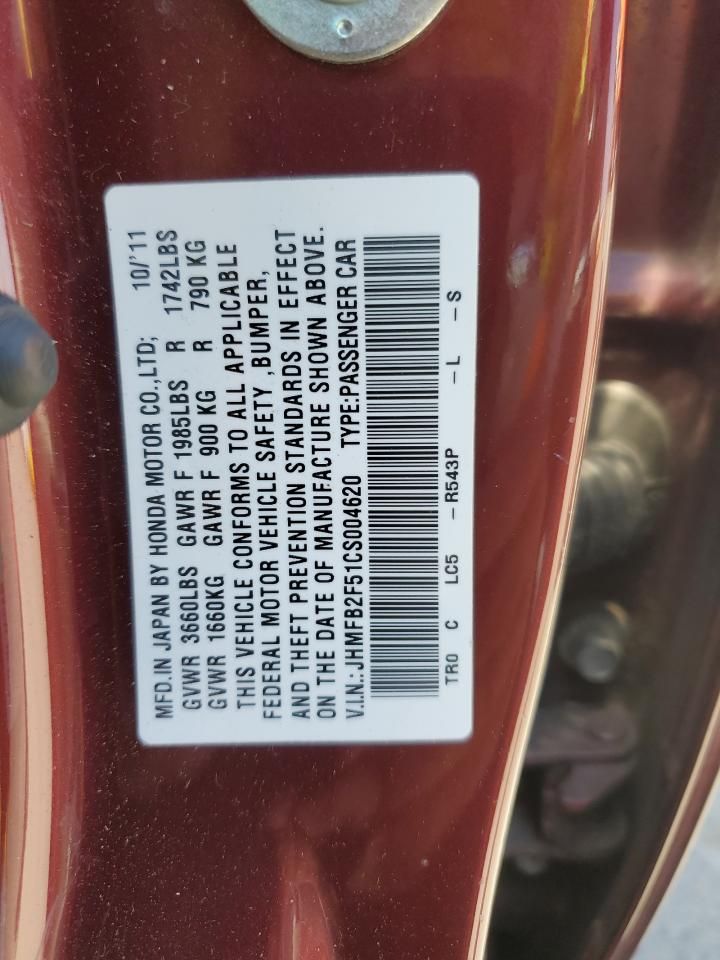 MFD.IN JAPAN BY HONDA MOTOR CO.,LTD; 10/'11
GVWR 3660LBS GAWR F 1985LBS R 1742LBS
GVWR 1660KG GAWR F 900 KG R 790 KG
THIS VEHICLE CONFORMS TO ALL APPLICABLE
FEDERAL MOTOR VEHICLE SAFETY ,BUMPER,
AND THEFT PREVENTION STANDARDS IN EFFECT
ON THE DATE OF MANUFACTURE SHOWN ABOVE.
V.I.N.:JHMFB2F51CS004620 TYPE:PASSENGER CAR
TR0 C LC5 –R543P –L –S